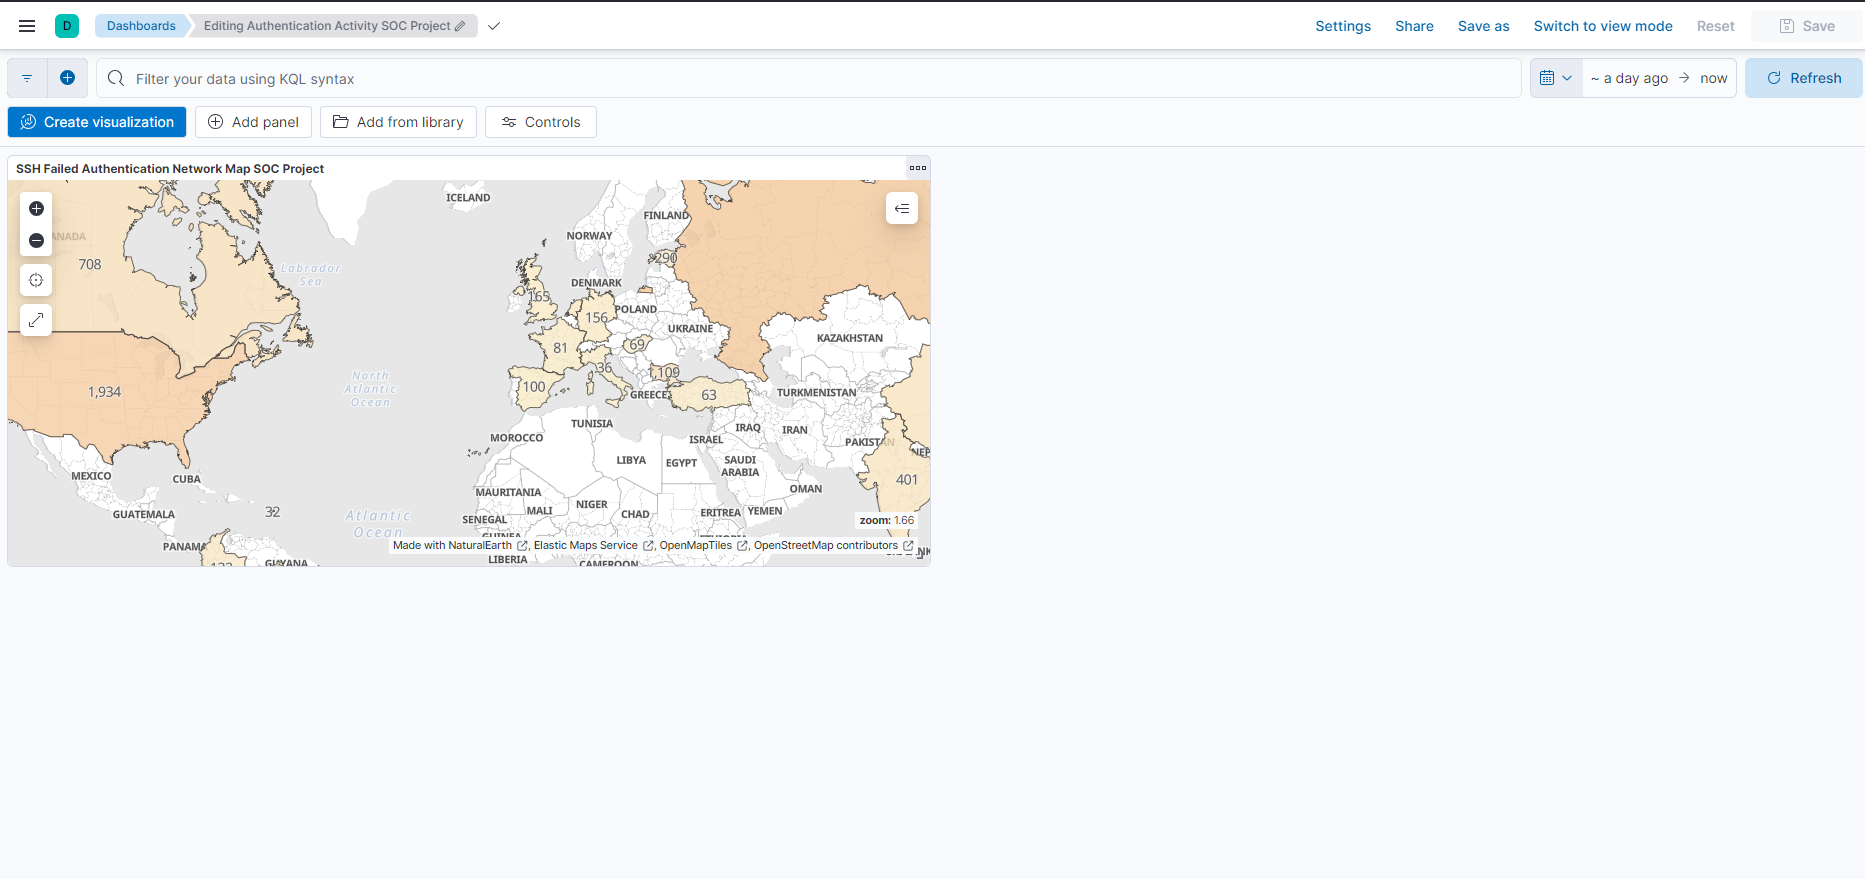 D
Dashboards
Editing Authentication Activity SOC Project
Settings
Share
Save as
Switch to view mode
Reset
Save
Filter your data using KQL syntax
~ a day ago → now
Refresh
Create visualization
Add panel
Add from library
Controls
SSH Failed Authentication Network Map SOC Project
ICELAND
FINLAND
NORWAY
ANADA
708
290
Labrador
Sea
DENMARK
165
156
POLAND
UKRAINE
KAZAKHSTAN
81
69
36
1,109
North
Atlantic
Ocean
1,934
100
GREECE
63
TURKMENISTAN
TUNISIA
IRAQ
IRAN
MOROCCO
ISRAEL
PAKISTAN
NEP
LIBYA
EGYPT
SAUDI
ARABIA
MEXICO
CUBA
401
OMAN
MAURITANIA
NIGER
MALI
CHAD
ERITREA
YEMEN
GUATEMALA
32
Atlantic
Ocean
SENEGAL
zoom: 1.66
GUINEA
PANAMA
Made with NaturalEarth, Elastic Maps Service, OpenMapTiles, OpenStreetMap contributors
GUYANA
LIBERIA
CAMEROON